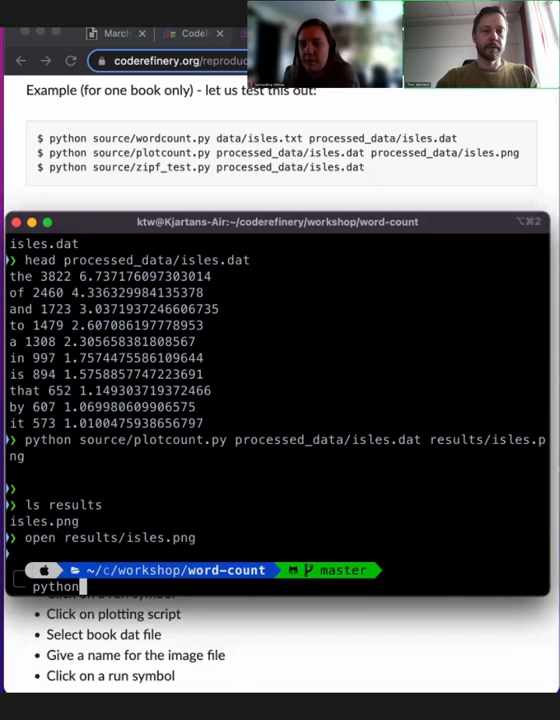 March
CodeI
coderefinery.org/reproduc
Example (for one book only) - let us test this out:
$ python source/wordcount.py data/isles.txt processed_data/isles.dat
$ python source/plotcount.py processed_data/isles.dat processed_data/isles.png
$ python source/zipf_test.py processed_data/isles.dat
ktw@Kjartans-Air:~/coderefinery/workshop/word-count
⌥⌘2
isles.dat
❯ head processed_data/isles.dat
the 3822 6.737176097303014
of 2460 4.336329984135378
and 1723 3.0371937246606735
to 1479 2.607086197778953
a 1308 2.305658381808567
in 997 1.7574475586109644
is 894 1.5758857747223691
that 652 1.149303719372466
by 607 1.069980609906575
it 573 1.0100475938656797
❯ python source/plotcount.py processed_data/isles.dat results/isles.p
ng
❯
❯ ls results
isles.png
❯ open results/isles.png
~/c/workshop/word-count
master
python
Click on plotting script
Select book dat file
Give a name for the image file
Click on a run symbol